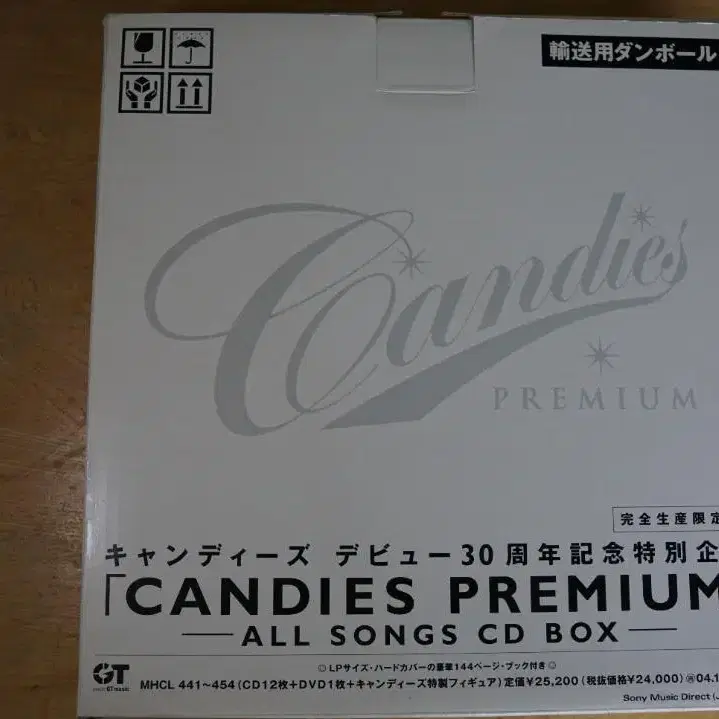 輸送用ダンボール
Candies
PREMIUM
完全生産限定
キャンディーズ デビュー30周年記念特別企
「CANDIES PREMIUM
ALL SONGS CD BOX
◎LPサイズ・ハードカバーの豪華144ページ・ブック付き◎
GT
MHCL 441〜454(CD12枚+DVD1枚+キャンディーズ特製フィギュア)定価¥25,200(税抜価格¥24,000) 04.1
Sony Music Direct (J